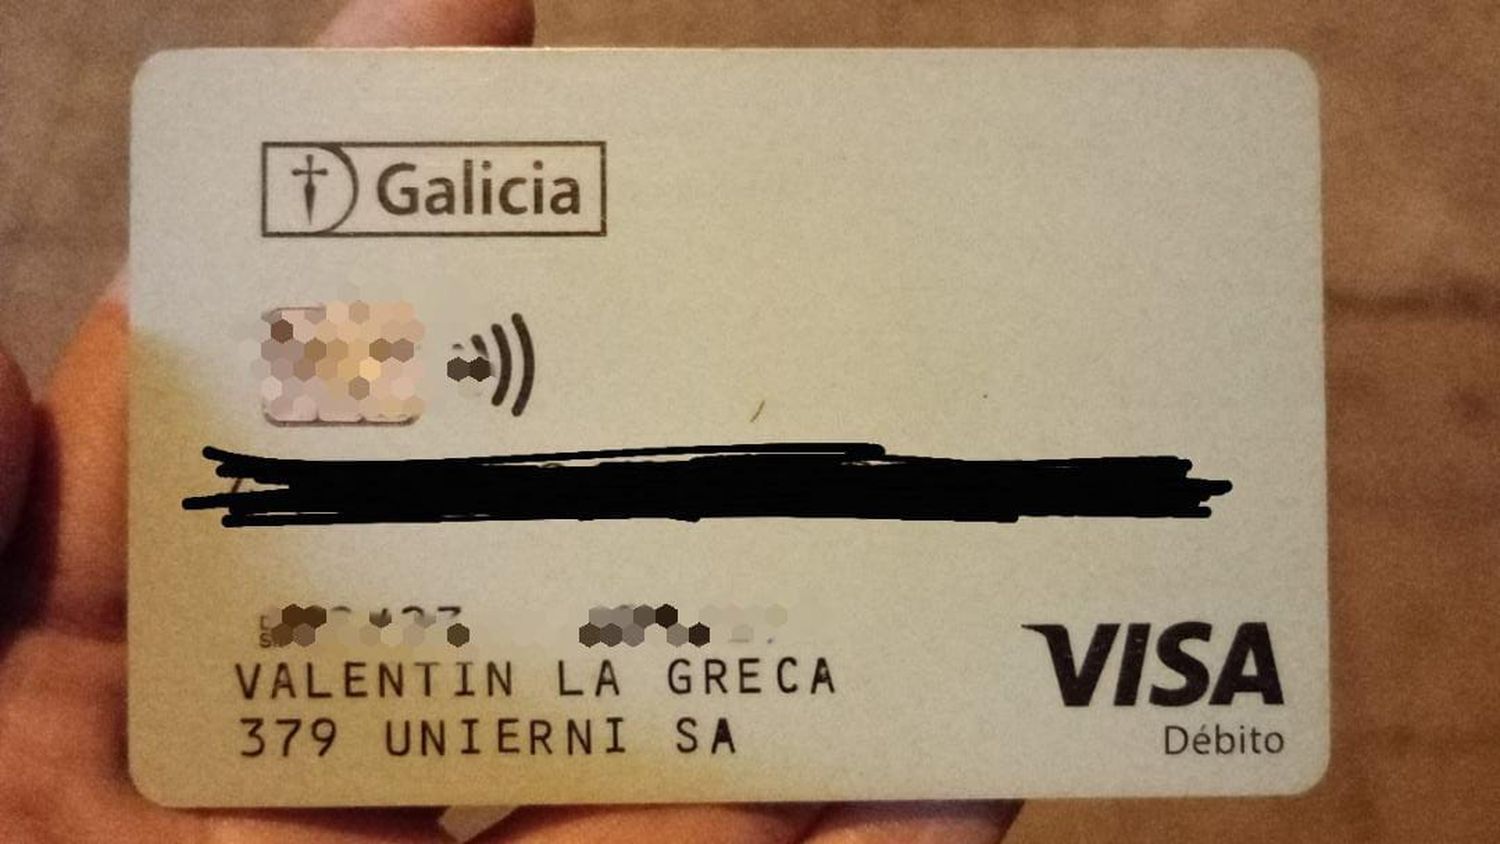 Galicia
VALENTIN LA GRECA
379 UNIERNI SA
VISA
Débito